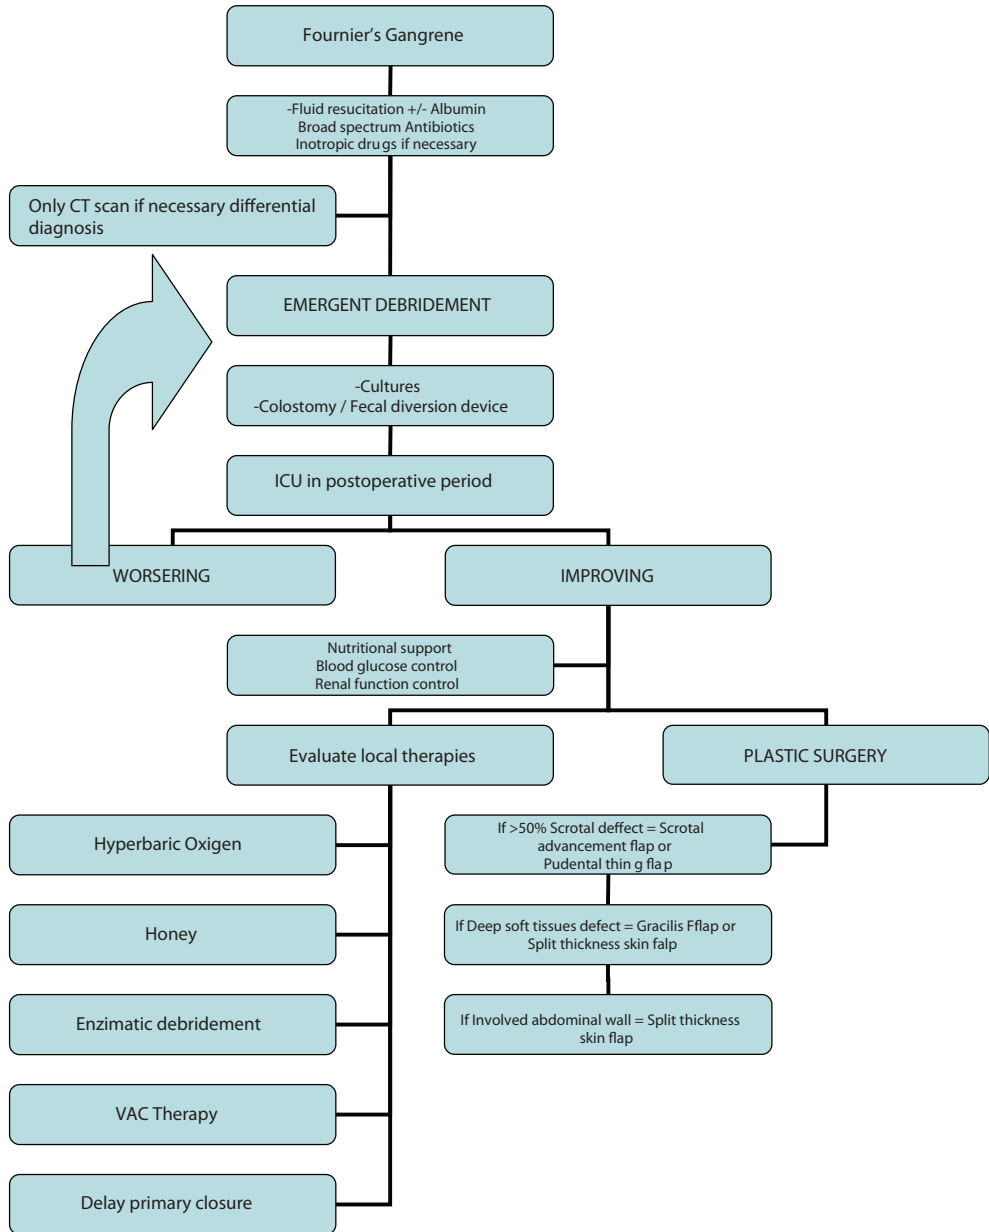 Fournier's Gangrene
-Fluid resucitation +/- Albumin
Broad spectrum Antibiotics
Inotropic drugs if necessary
Only CT scan if necessary differential
diagnosis
EMERGENT DEBRIDEMENT
-Cultures
-Colostomy / Fecal diversion device
ICU in postoperative period
WORSERING
IMPROVING
Nutritional support
Blood glucose control
Renal function control
Evaluate local therapies
PLASTIC SURGERY
Hyperbaric Oxigen
Honey
Enzimatic debridement
VAC Therapy
Delay primary closure
If >50% Scrotal deffect = Scrotal
advancement flap or
Pudental thin g flap
If Deep soft tissues defect = Gracilis Fflap or
Split thickness skin falp
If Involved abdominal wall = Split thickness
skin flap